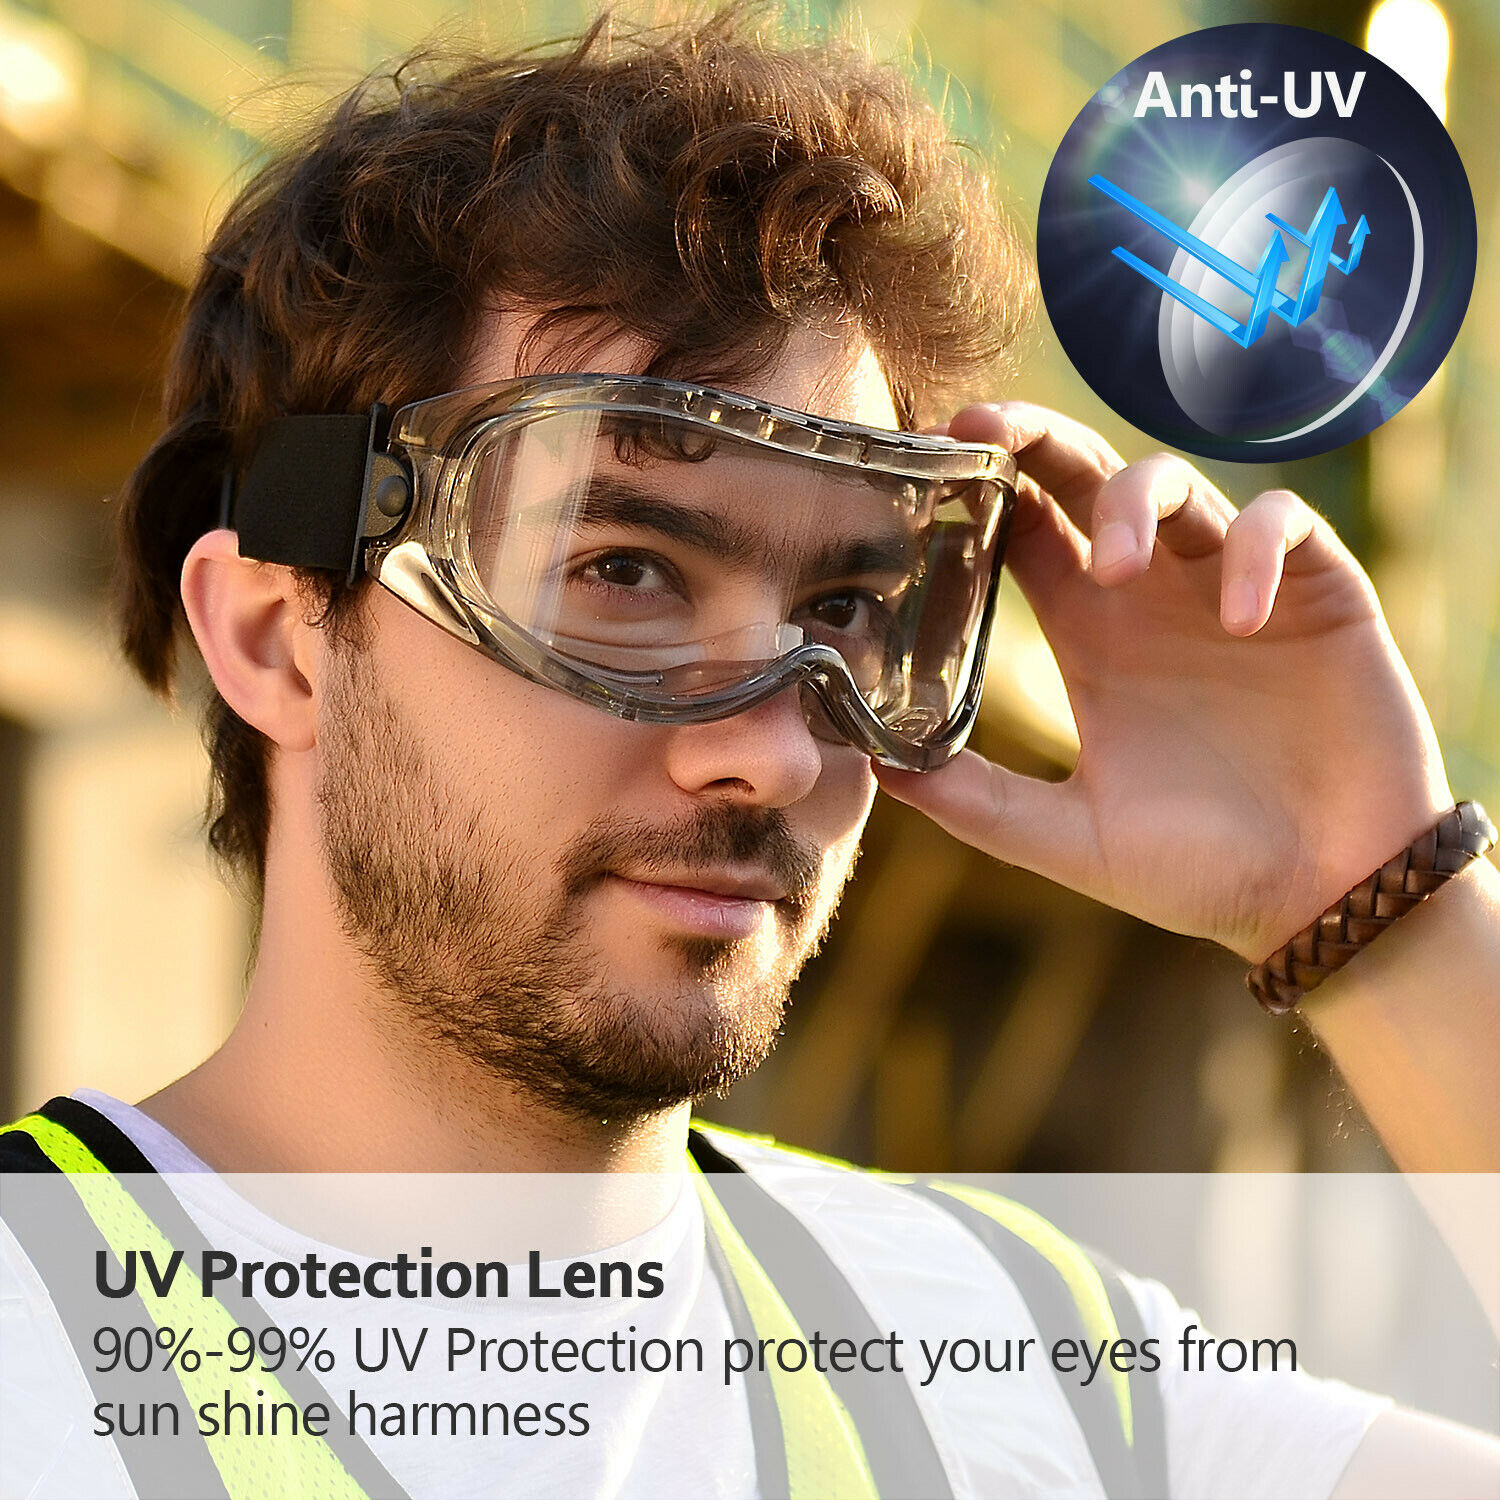 Anti-UV
UV Protection Lens
90%-99% UV Protection protect your eyes from
sun shine harmness